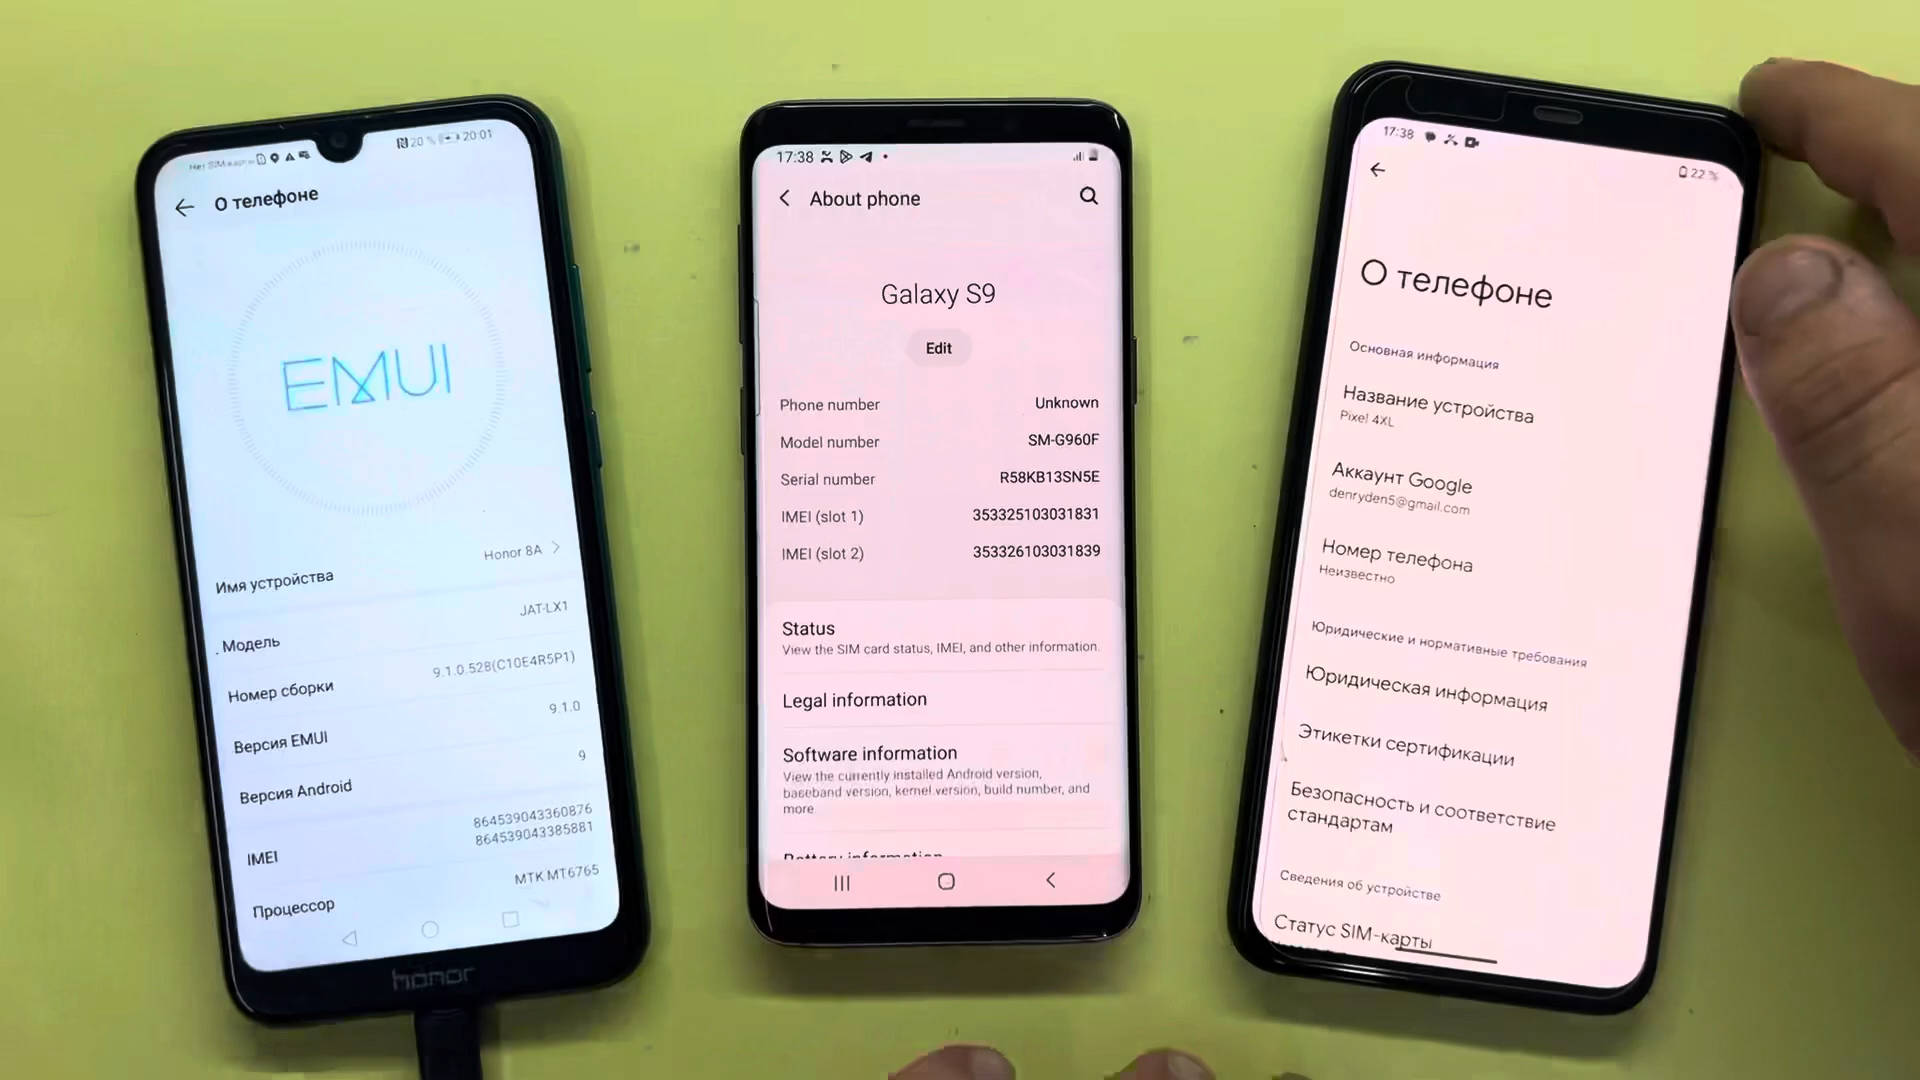 20 % 20:01
О телефоне
EMUI
Имя устройства Honor 8A
Модель JAT-LX1
Номер сборки 9.1.0.528(C10E4R5P1)
Версия EMUI 9.1.0
Версия Android 9
IMEI 864539043360876
864539043385881
Процессор MTK MT6765
honor
17:38
About phone
Galaxy S9
Edit
Phone number Unknown
Model number SM-G960F
Serial number R58KB13SN5E
IMEI (slot 1) 353325103031831
IMEI (slot 2) 353326103031839
Status
View the SIM card status, IMEI, and other information.
Legal information
Software information
View the currently installed Android version,
baseband version, kernel version, build number, and
more
Battery information
17:38 22 %
О телефоне
Основная информация
Название устройства
Pixel 4XL
Аккаунт Google
denryden5@gmail.com
Номер телефона
Неизвестно
Юридические и нормативные требования
Юридическая информация
Этикетки сертификации
Безопасность и соответствие
стандартам
Сведения об устройстве
Статус SIM-карты